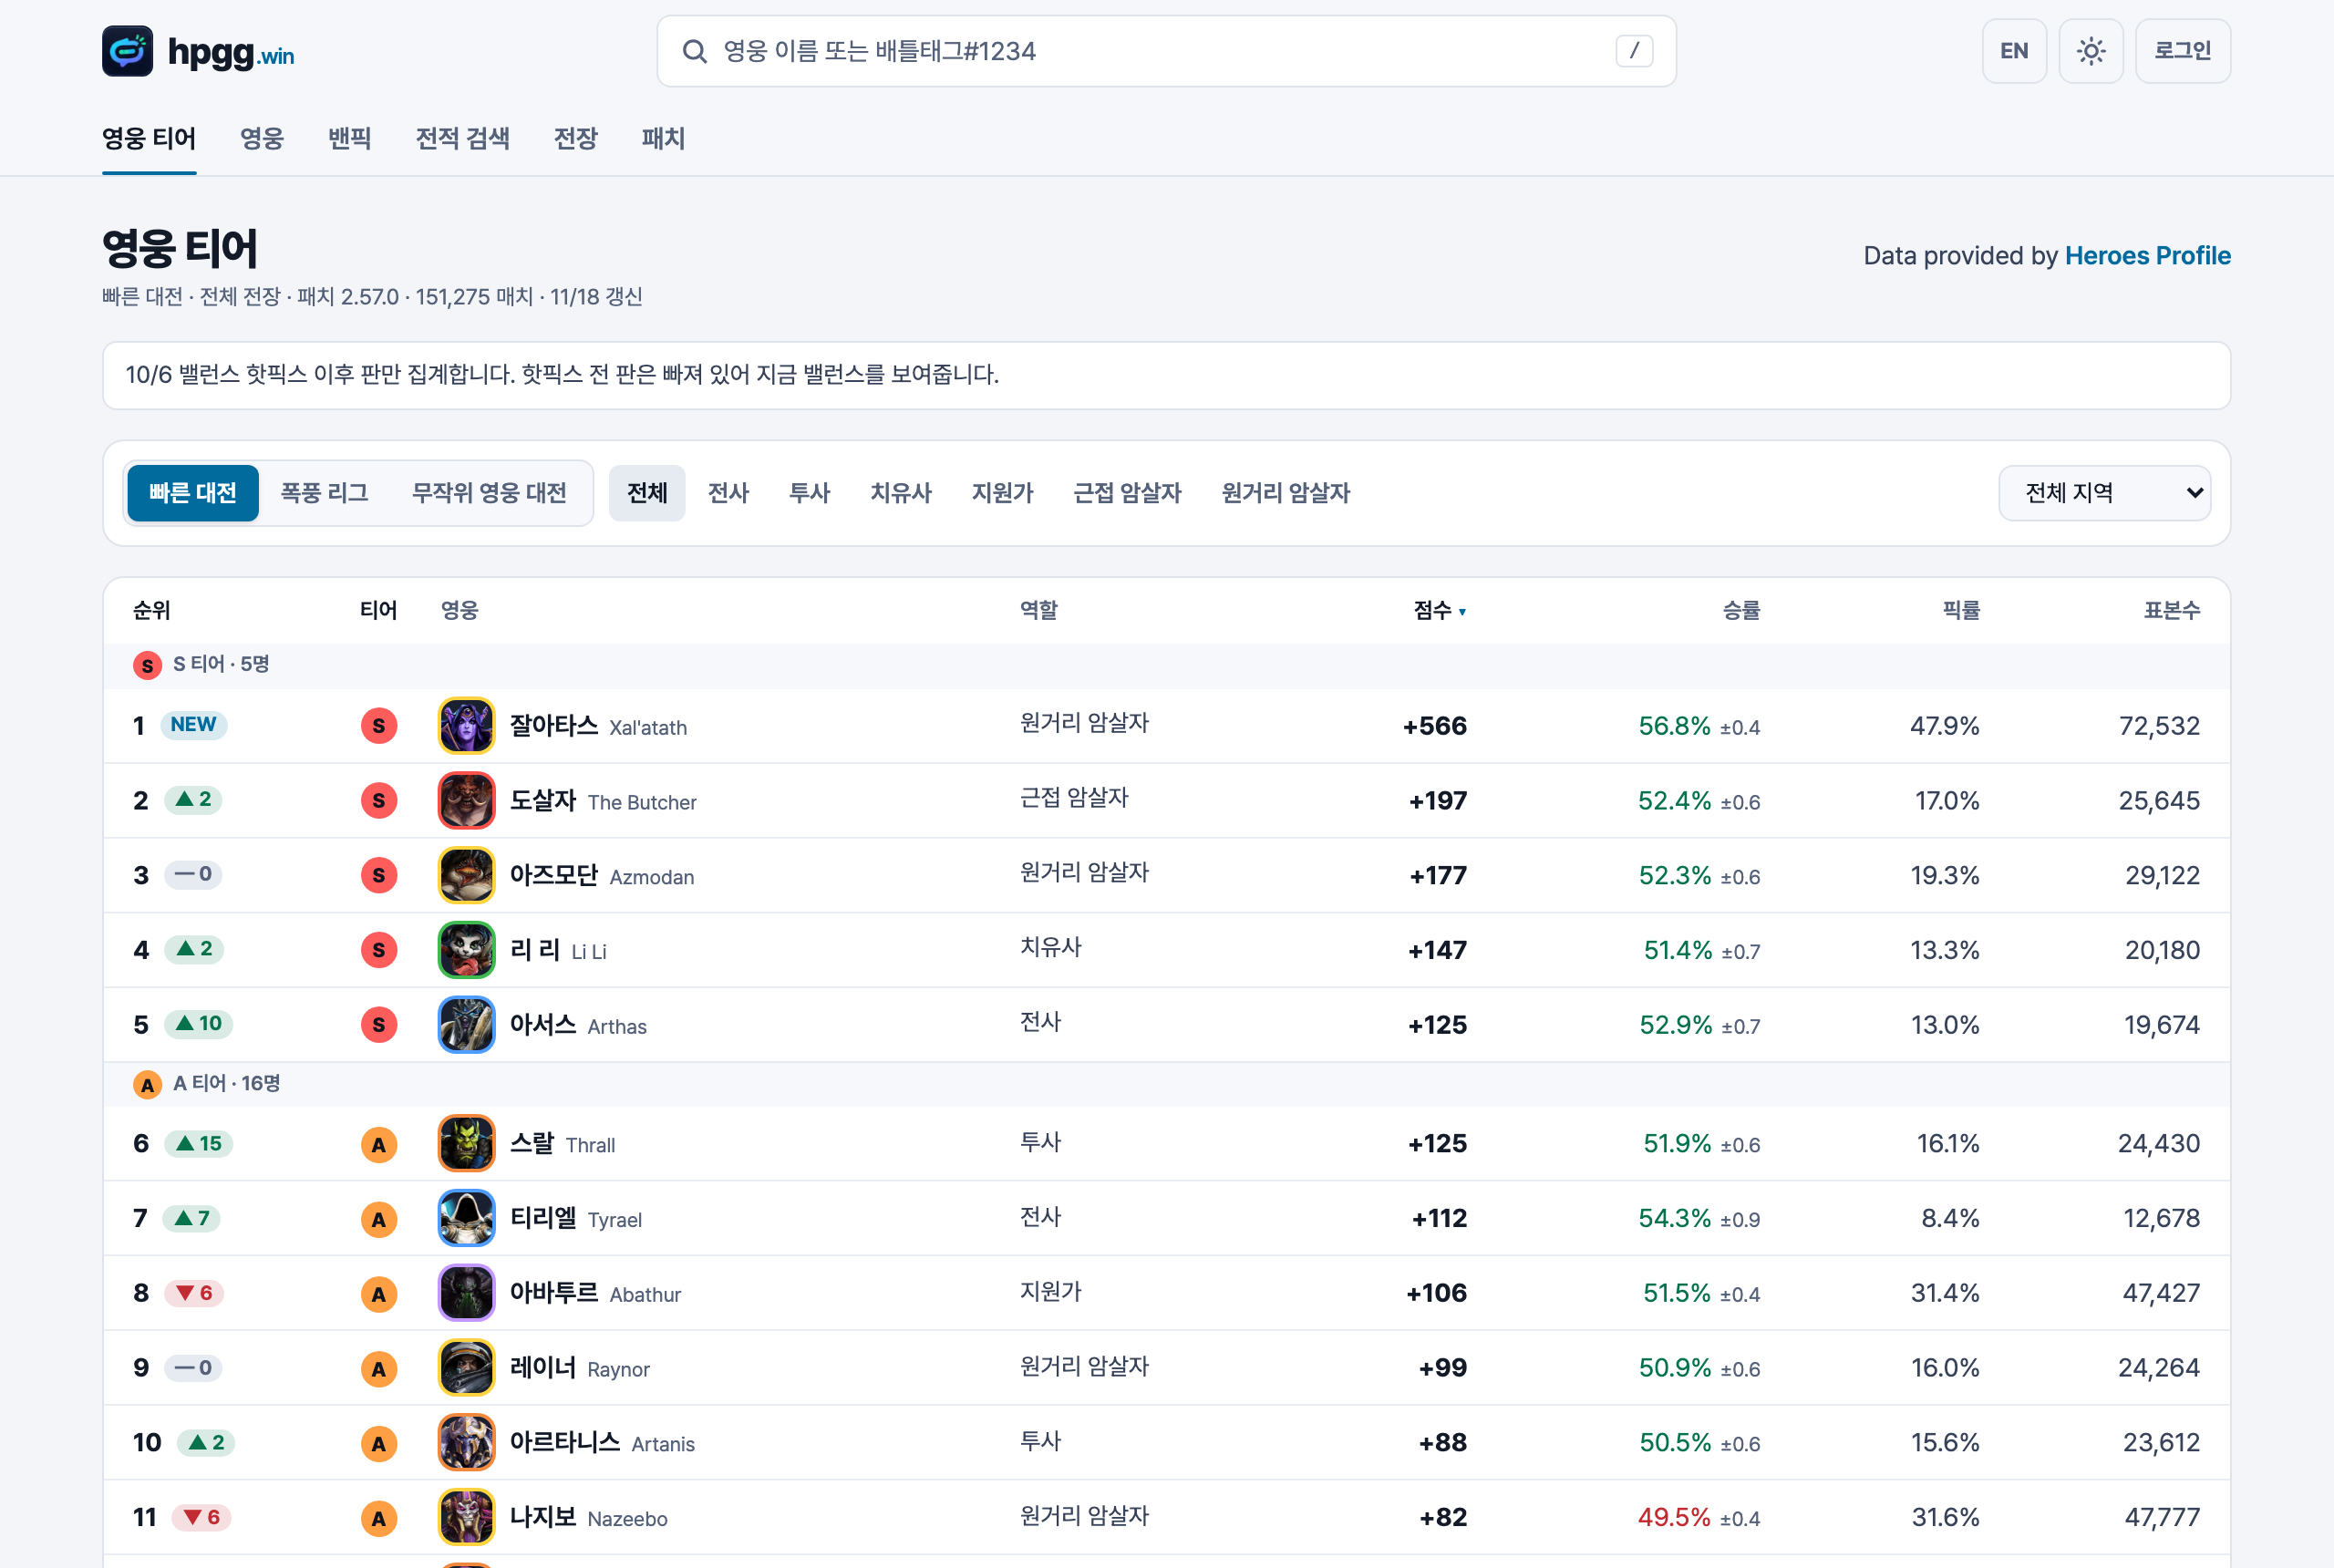 hpgg.win
영웅 이름 또는 배틀태그#1234
/
EN
로그인
영웅 티어 영웅 밴픽 전적 검색 전장 패치
영웅 티어
Data provided by Heroes Profile
빠른 대전 · 전체 전장 · 패치 2.57.0 · 151,275 매치 · 11/18 갱신
10/6 밸런스 핫픽스 이후 판만 집계합니다. 핫픽스 전 판은 빠져 있어 지금 밸런스를 보여줍니다.
빠른 대전 폭풍 리그 무작위 영웅 대전 전체 전사 투사 치유사 지원가 근접 암살자 원거리 암살자 전체 지역
순위 티어 영웅 역할 점수 ▼ 승률 픽률 표본수
S S 티어 · 5명
1 NEW S 잘아타스 Xal'atath 원거리 암살자 +566 56.8% ±0.4 47.9% 72,532
2 ▲ 2 S 도살자 The Butcher 근접 암살자 +197 52.4% ±0.6 17.0% 25,645
3 — 0 S 아즈모단 Azmodan 원거리 암살자 +177 52.3% ±0.6 19.3% 29,122
4 ▲ 2 S 리 리 Li Li 치유사 +147 51.4% ±0.7 13.3% 20,180
5 ▲ 10 S 아서스 Arthas 전사 +125 52.9% ±0.7 13.0% 19,674
A A 티어 · 16명
6 ▲ 15 A 스랄 Thrall 투사 +125 51.9% ±0.6 16.1% 24,430
7 ▲ 7 A 티리엘 Tyrael 전사 +112 54.3% ±0.9 8.4% 12,678
8 ▼ 6 A 아바투르 Abathur 지원가 +106 51.5% ±0.4 31.4% 47,427
9 — 0 A 레이너 Raynor 원거리 암살자 +99 50.9% ±0.6 16.0% 24,264
10 ▲ 2 A 아르타니스 Artanis 투사 +88 50.5% ±0.6 15.6% 23,612
11 ▼ 6 A 나지보 Nazeebo 원거리 암살자 +82 49.5% ±0.4 31.6% 47,777